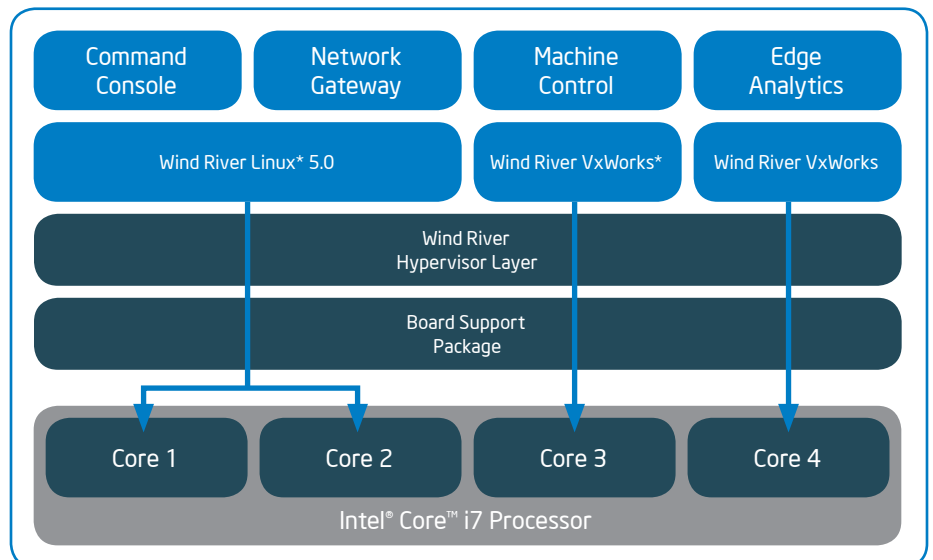 Command
Console
Network
Gateway
Machine
Control
Edge
Analytics
Wind River Linux* 5.0
Wind River VxWorks*
Wind River VxWorks
Wind River
Hypervisor Layer
Board Support
Package
Core 1
Core 2
Core 3
Core 4
Intel® Core™ i7 Processor